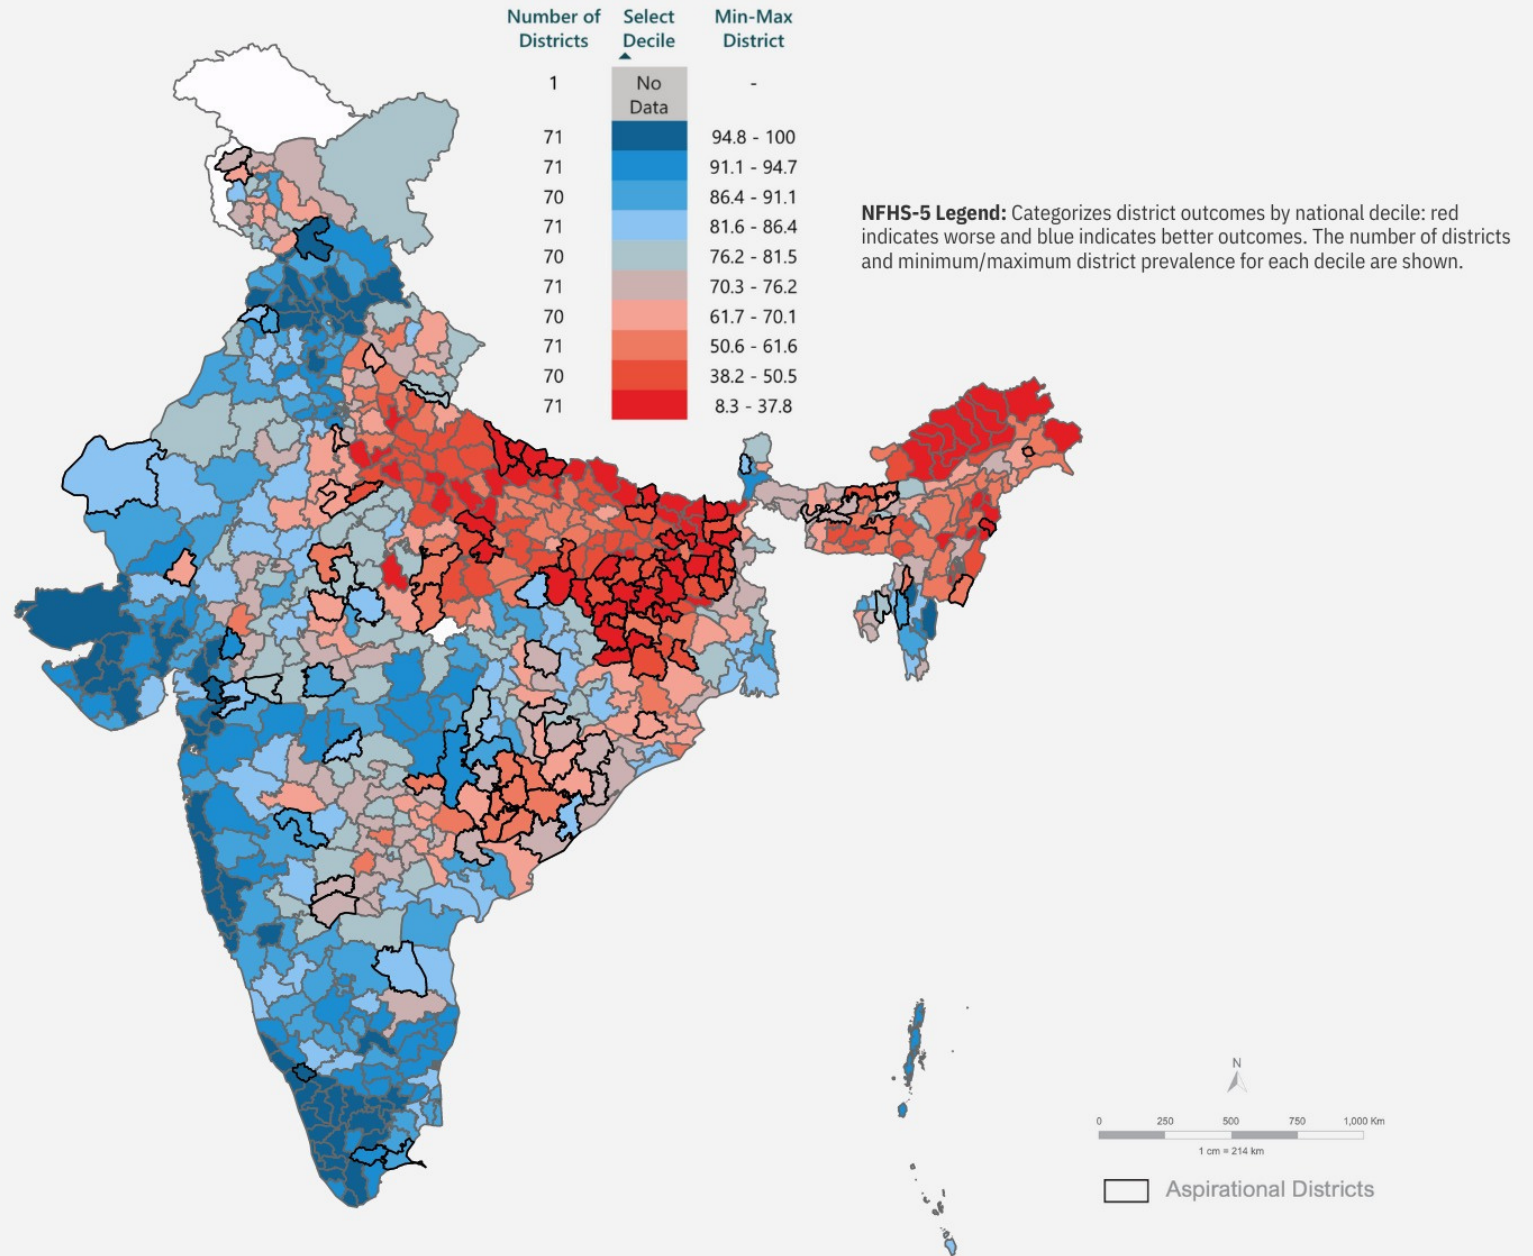 Number of Districts Select Decile Min-Max District
1 No Data -
71 94.8 - 100
71 91.1 - 94.7
70 86.4 - 91.1
71 81.6 - 86.4
70 76.2 - 81.5
71 70.3 - 76.2
70 61.7 - 70.1
71 50.6 - 61.6
70 38.2 - 50.5
71 8.3 - 37.8
NFHS-5 Legend: Categorizes district outcomes by national decile: red
indicates worse and blue indicates better outcomes. The number of districts
and minimum/maximum district prevalence for each decile are shown.
N
0 250 500 750 1,000 Km
1 cm = 214 km
Aspirational Districts